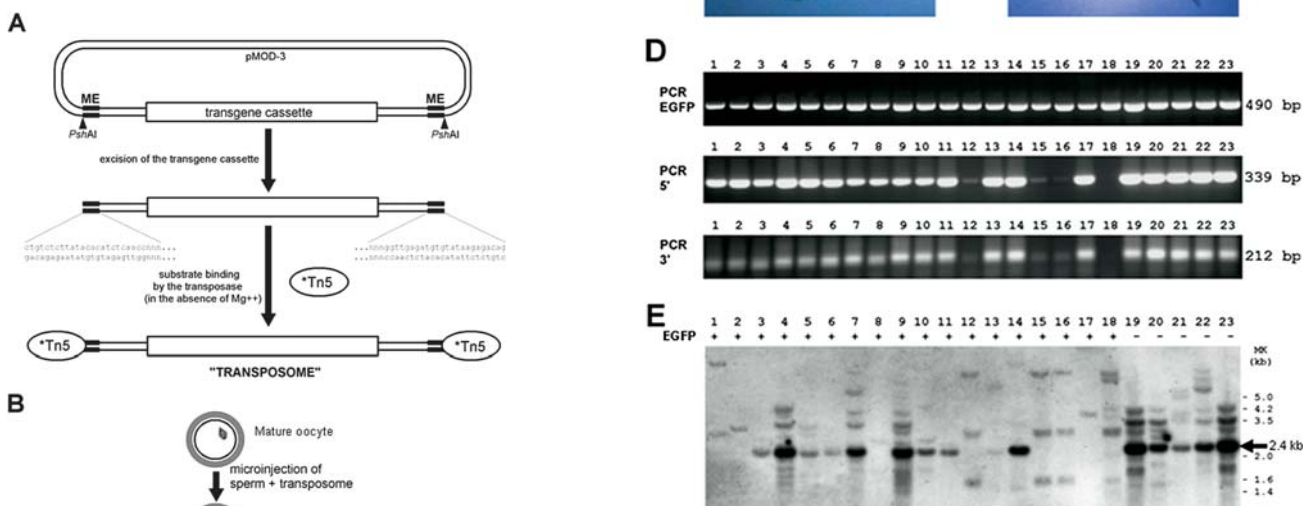 A
pMOD-3
ME
ME
transgene cassette
PshAI
PshAI
excision of the transgene cassette
ctgtctcttatacacatctcaaccnnn...
gacagagaatatgtgtagagttggnnn...
...nnnggttgagatgtgtataagagacag
...nnnccaactctacacatattctctgtc
substrate binding
by the transposase
(in the absence of Mg++)
*Tn5
*Tn5
*Tn5
"TRANSPOSOME"
B
Mature oocyte
microinjection of
sperm + transposome
D
1 2 3 4 5 6 7 8 9 10 11 12 13 14 15 16 17 18 19 20 21 22 23
PCR
EGFP
490 bp
1 2 3 4 5 6 7 8 9 10 11 12 13 14 15 16 17 18 19 20 21 22 23
PCR
5'
339 bp
1 2 3 4 5 6 7 8 9 10 11 12 13 14 15 16 17 18 19 20 21 22 23
PCR
3'
212 bp
E
1 2 3 4 5 6 7 8 9 10 11 12 13 14 15 16 17 18 19 20 21 22 23
EGFP + + + + + + + + + + + + + + + + + + - - - - -
MK
(kb)
- 5.0
- 4.2
- 3.5
2.4 kb
- 2.0
- 1.6
- 1.4